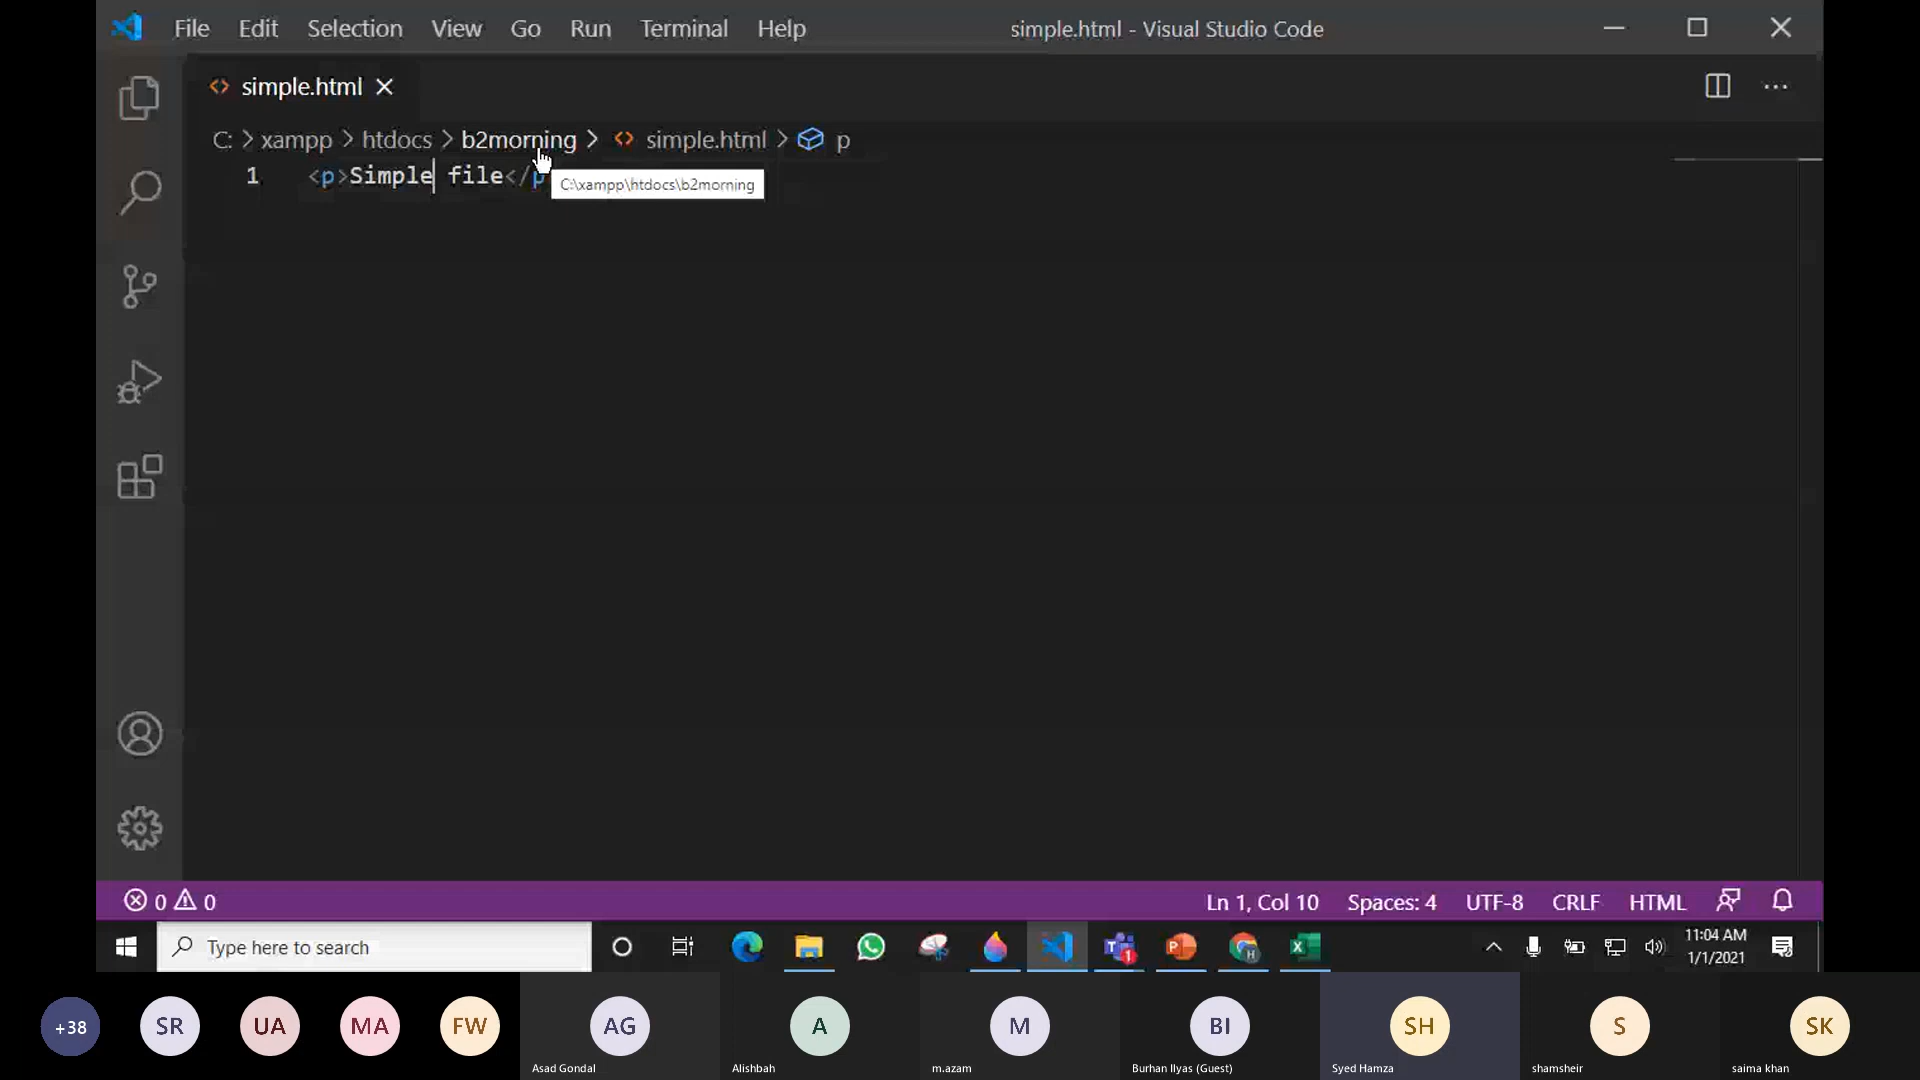 File Edit Selection View Go Run Terminal Help simple.html - Visual Studio Code
simple.html
C: > xampp > htdocs > b2morning > simple.html > p
1 <p>Simple file</p
C:\xampp\htdocs\b2morning
0 0 Ln 1, Col 10 Spaces: 4 UTF-8 CRLF HTML
Type here to search
1
11:04 AM
1/1/2021
+38 SR UA MA FW AG A M BI SH S SK
Asad Gondal Alishbah m.azam Burhan Ilyas (Guest) Syed Hamza shamsheir saima khan